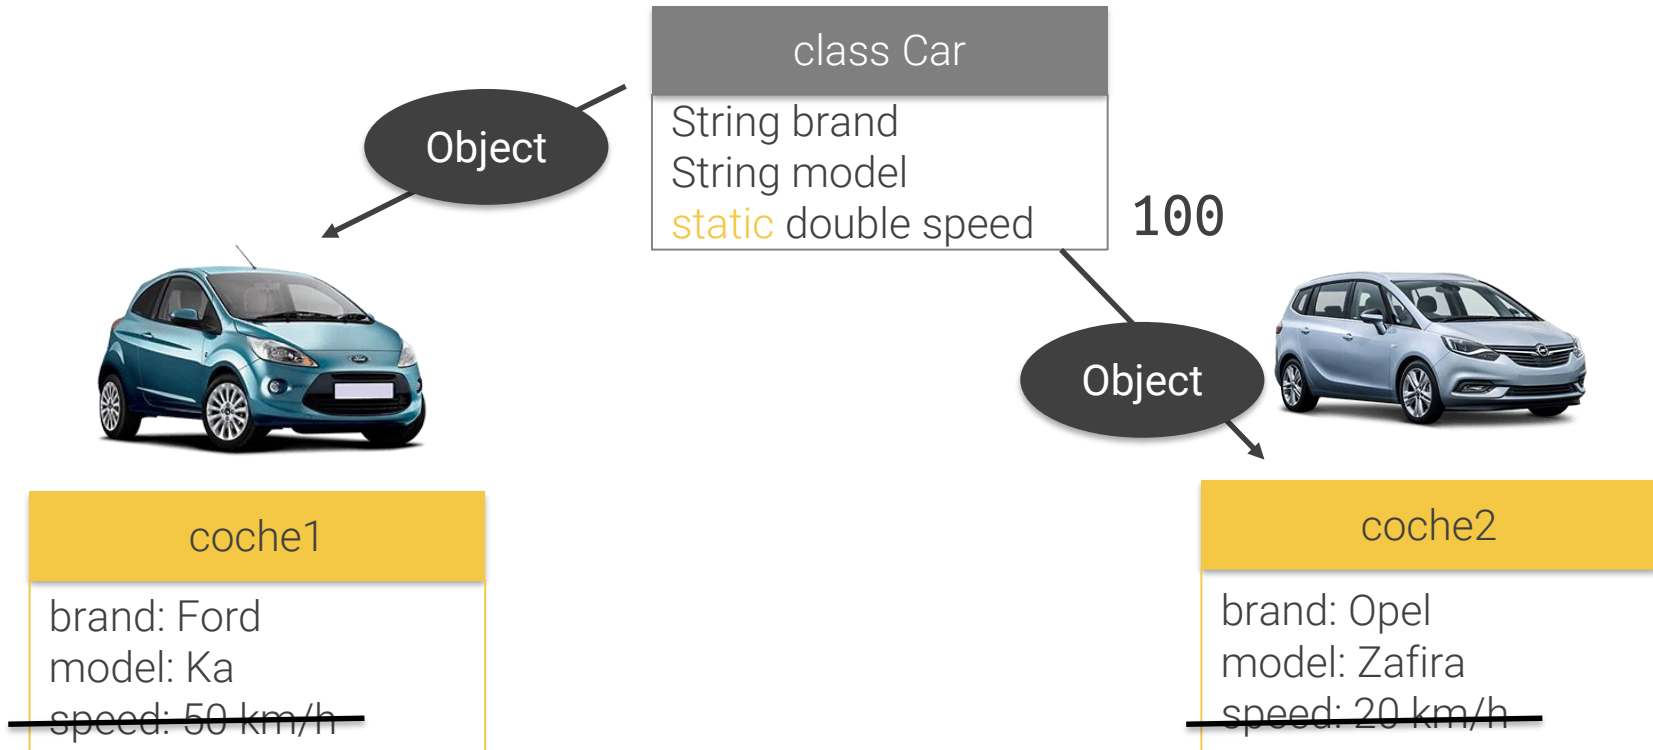 class Car
String brand
String model
static double speed
100
Object
Object
coche1
brand: Ford
model: Ka
speed: 50 km/h
coche2
brand: Opel
model: Zafira
speed: 20 km/h